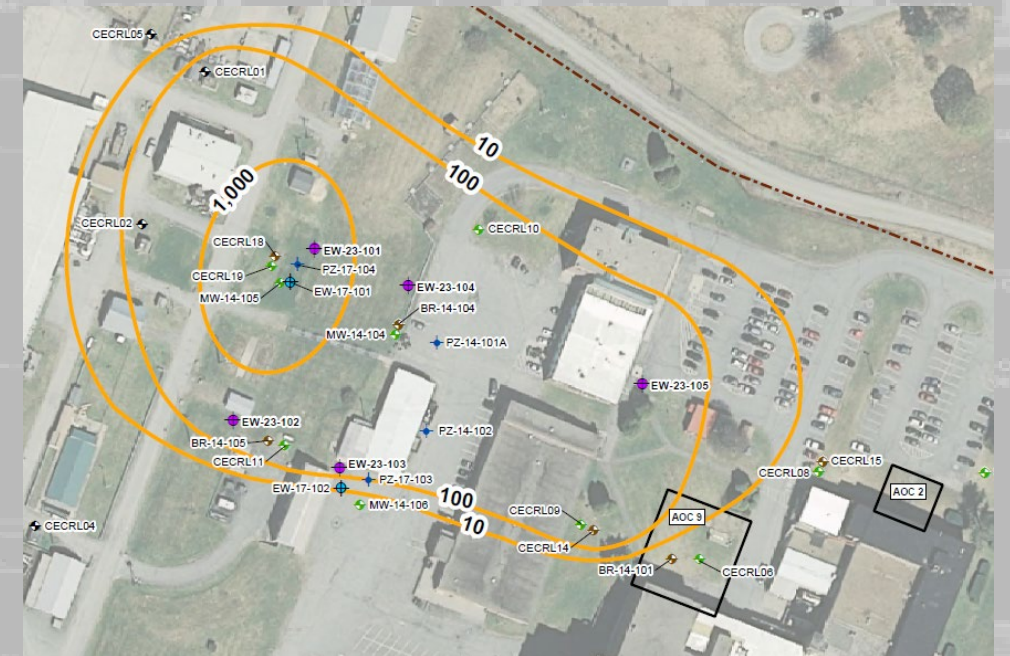 CECRL05
CECRL01
10
100
1,000
CECRL02
CECRL10
CECRL18
EW-23-101
CECRL19
PZ-17-104
MW-14-105
EW-17-101
EW-23-104
BR-14-104
MW-14-104
PZ-14-101A
EW-23-105
EW-23-102
BR-14-105
PZ-14-102
CECRL11
EW-23-103
CECRL15
CECRL08
EW-17-102
PZ-17-103
AOC 2
100
MW-14-106
CECRL09
AOC 9
CECRL04
10
CECRL14
BR-14-101
CECRL06